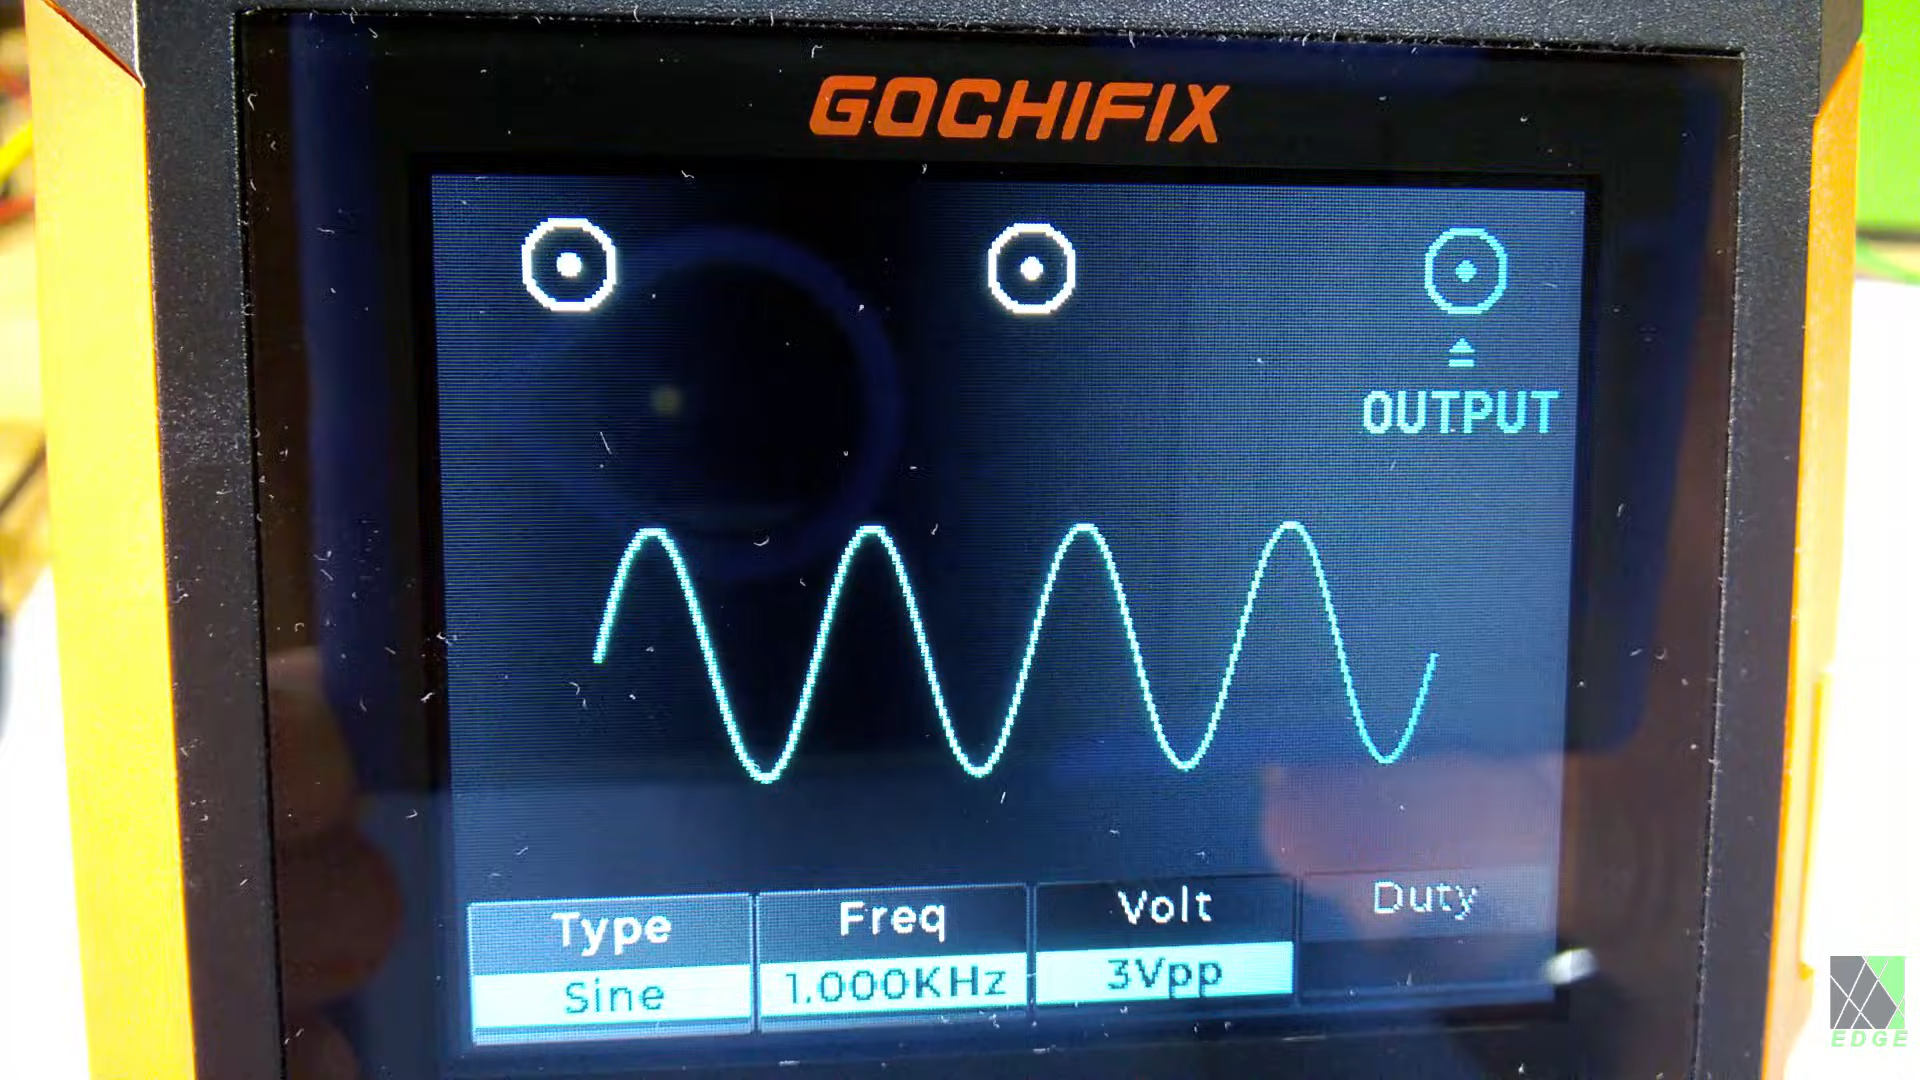 GOCHIFIX
OUTPUT
Type
Freq
Volt
Duty
Sine
1.000KHz
3Vpp
EDGE